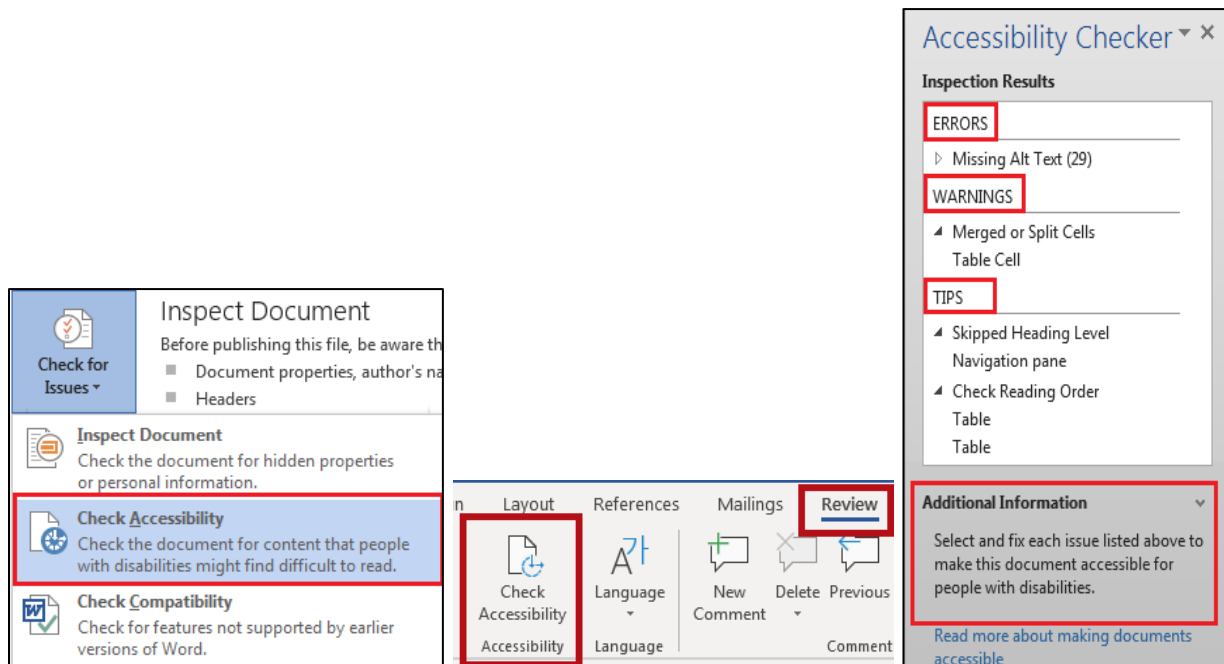 Check for
Issues
Inspect Document
Before publishing this file, be aware th
Document properties, author's na
Headers
Inspect Document
Check the document for hidden properties
or personal information.
Check Accessibility
Check the document for content that people
with disabilities might find difficult to read.
Check Compatibility
Check for features not supported by earlier
versions of Word.
n Layout References Mailings Review
Check
Accessibility
Accessibility
Language
Language
New
Comment
Delete
Previous
Comment
Accessibility Checker
Inspection Results
ERRORS
Missing Alt Text (29)
WARNINGS
Merged or Split Cells
Table Cell
TIPS
Skipped Heading Level
Navigation pane
Check Reading Order
Table
Table
Additional Information
Select and fix each issue listed above to
make this document accessible for
people with disabilities.
Read more about making documents
accessible